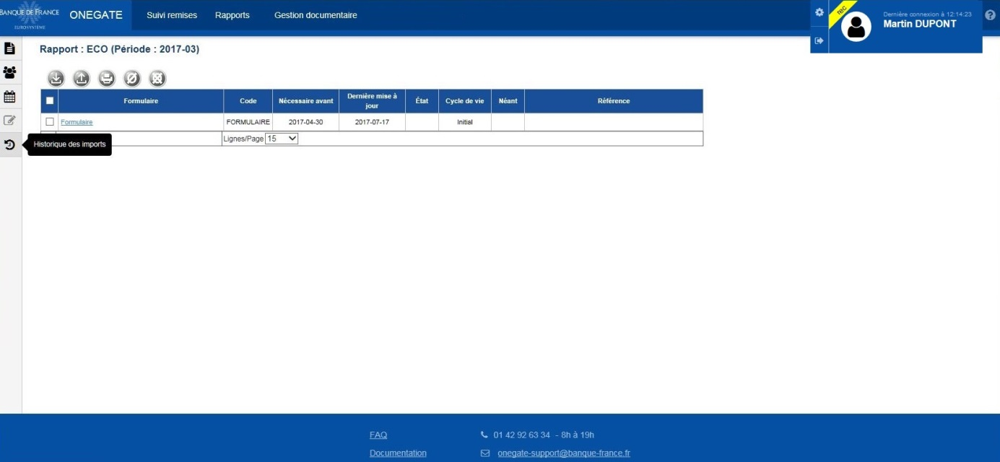 BANQUE DE FRANCE
EUROSYSTÈME
ONEGATE
Suivi remises
Rapports
Gestion documentaire
rec
Dernière connexion à 12:14:23
Martin DUPONT
Rapport : ECO (Période : 2017-03)
Formulaire
Code
Nécessaire avant
Dernière mise à
jour
État
Cycle de vie
Néant
Référence
Formulaire
FORMULAIRE
2017-04-30
2017-07-17
Initial
Lignes/Page 15
Historique des imports
FAQ
01 42 92 63 34 - 8h à 19h
Documentation
onegate-support@banque-france.fr